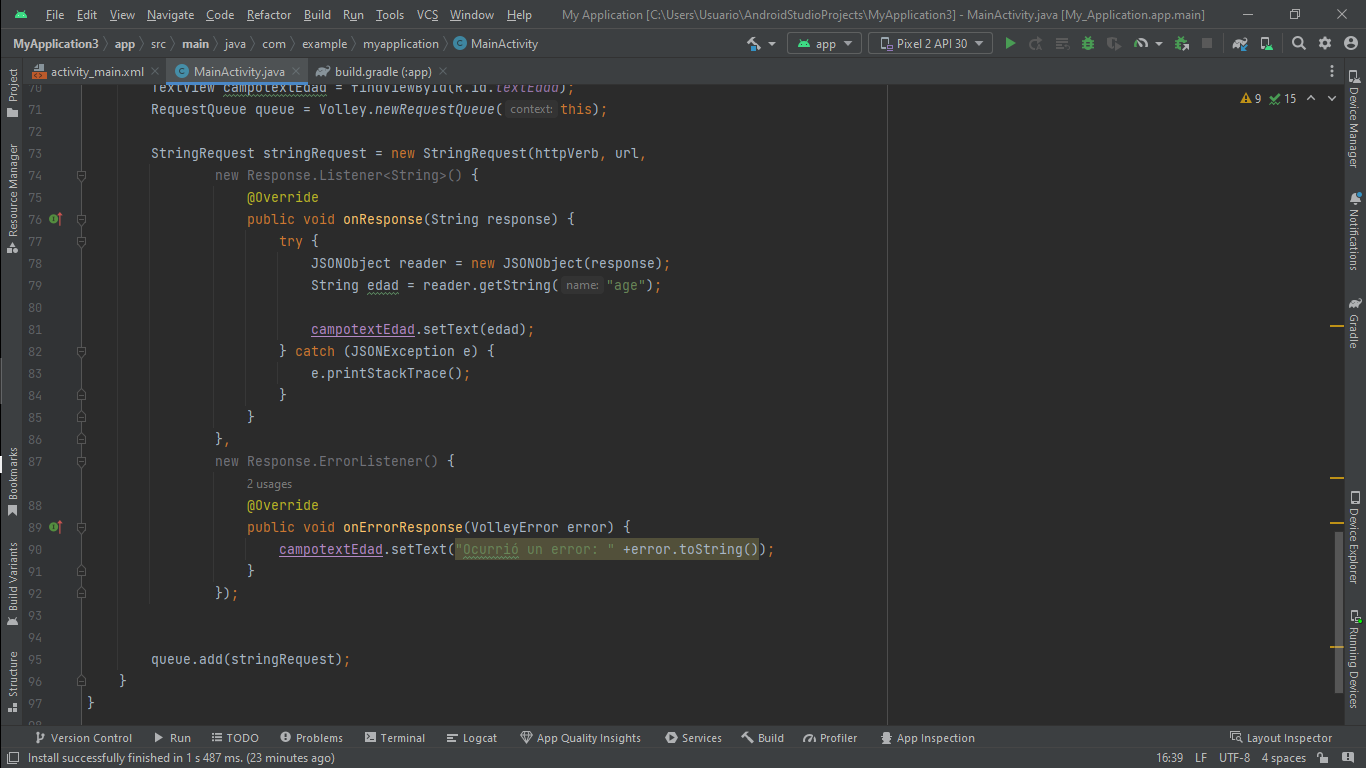 File Edit View Navigate Code Refactor Build Run Tools VCS Window Help My Application [C:\Users\Usuario\AndroidStudioProjects\MyApplication3] - MainActivity.java [My_Application.app.main]
MyApplication3 app src main java com example myapplication MainActivity app Pixel 2 API 30
activity_main.xml MainActivity.java build.gradle (:app)
70 TextView campotextEdad = findViewById(R.id.textEdad);
9 15
71 RequestQueue queue = Volley.newRequestQueue( context: this);
72
73 StringRequest stringRequest = new StringRequest(httpVerb, url,
74 new Response.Listener<String>() {
75 @Override
76 public void onResponse(String response) {
77 try {
78 JSONObject reader = new JSONObject(response);
79 String edad = reader.getString( name: "age");
80
81 campotextEdad.setText(edad);
82 } catch (JSONException e) {
83 e.printStackTrace();
84 }
85 }
86 },
87 new Response.ErrorListener() {
2 usages
88 @Override
89 public void onErrorResponse(VolleyError error) {
90 campotextEdad.setText("Ocurrió un error: " +error.toString());
91 }
92 });
93
94
95 queue.add(stringRequest);
96 }
97 }
98
Project
Resource Manager
Bookmarks
Build Variants
Structure
Device Manager
Notifications
Gradle
Device Explorer
Running Devices
Version Control Run TODO Problems Terminal Logcat App Quality Insights Services Build Profiler App Inspection Layout Inspector
Install successfully finished in 1 s 487 ms. (23 minutes ago) 16:39 LF UTF-8 4 spaces